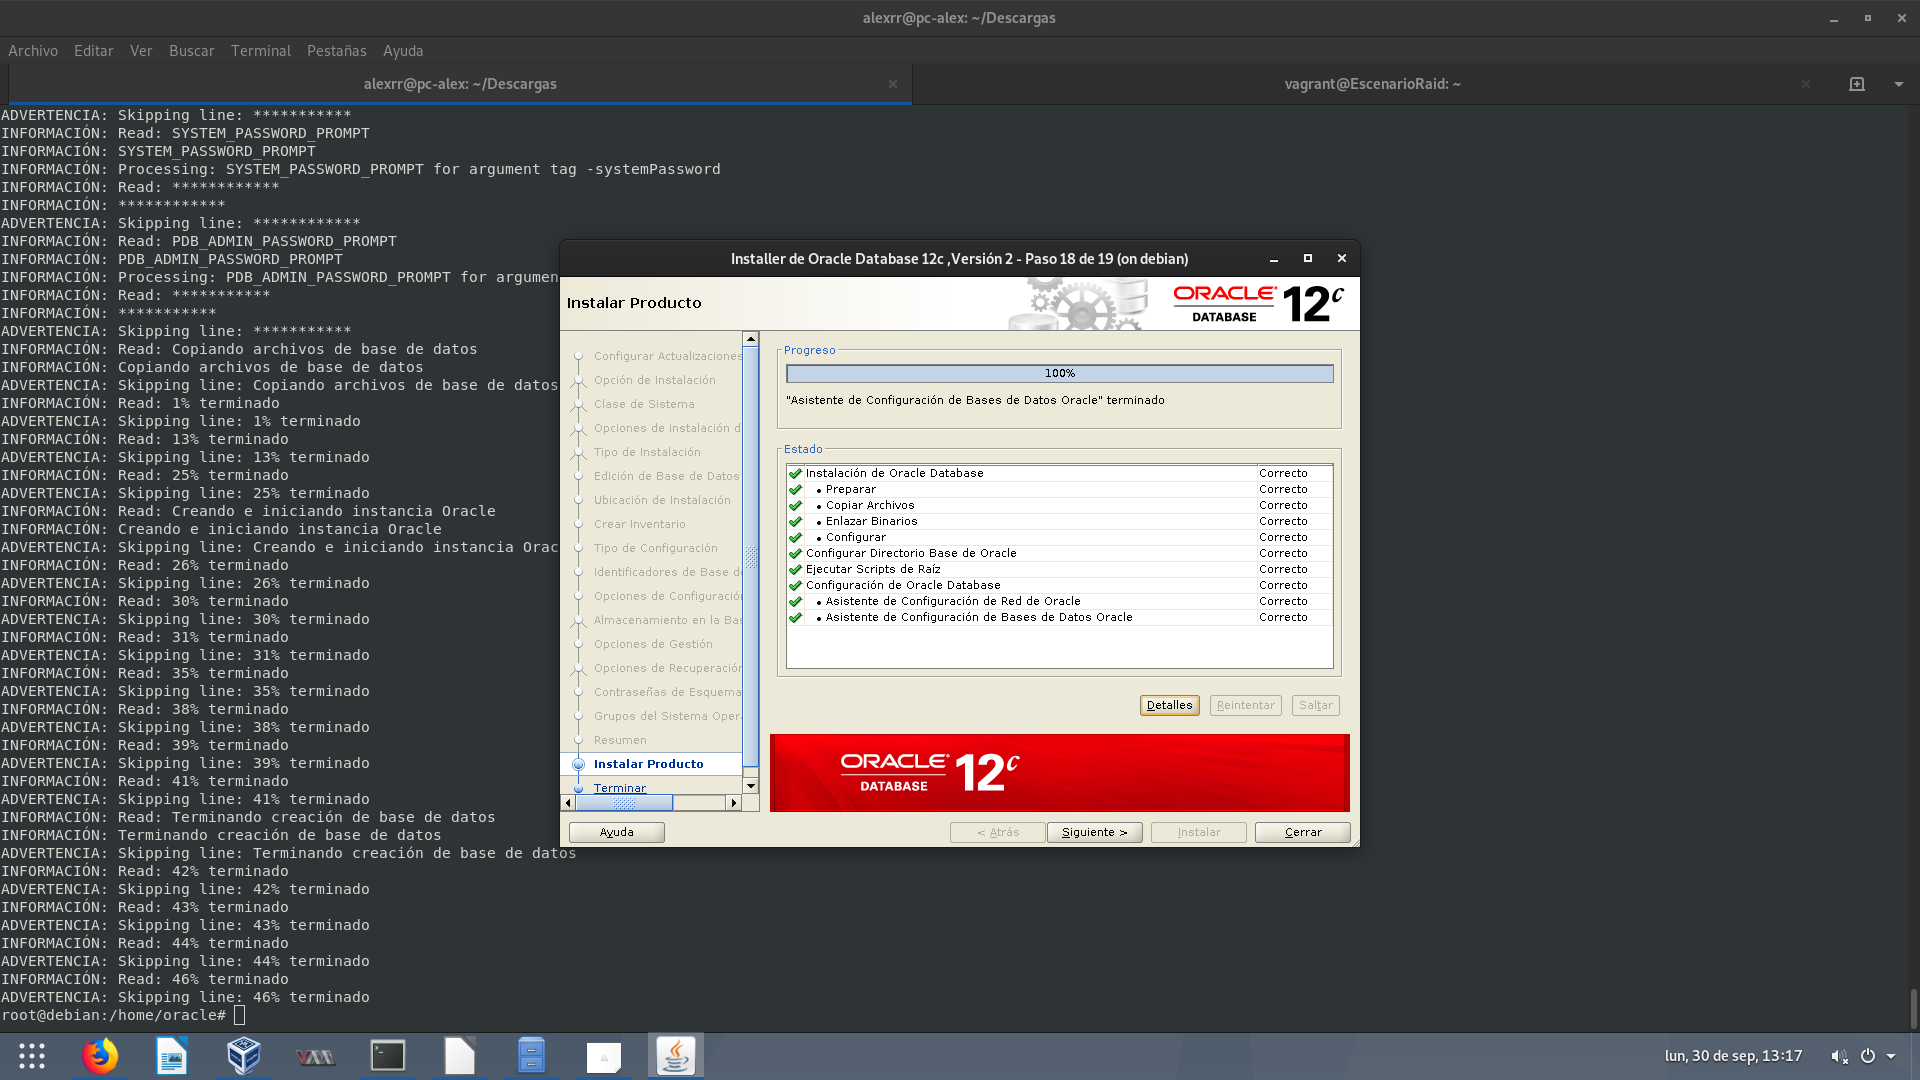 alexrr@pc-alex: ~/Descargas
Archivo Editar Ver Buscar Terminal Pestañas Ayuda
alexrr@pc-alex: ~/Descargas
vagrant@EscenarioRaid: ~
ADVERTENCIA: Skipping line: ***********
INFORMACIÓN: Read: SYSTEM_PASSWORD_PROMPT
INFORMACIÓN: SYSTEM_PASSWORD_PROMPT
INFORMACIÓN: Processing: SYSTEM_PASSWORD_PROMPT for argument tag -systemPassword
INFORMACIÓN: Read: ************
INFORMACIÓN: ************
ADVERTENCIA: Skipping line: ************
INFORMACIÓN: Read: PDB_ADMIN_PASSWORD_PROMPT
INFORMACIÓN: PDB_ADMIN_PASSWORD_PROMPT
INFORMACIÓN: Processing: PDB_ADMIN_PASSWORD_PROMPT for argumen
INFORMACIÓN: Read: ***********
INFORMACIÓN: ***********
ADVERTENCIA: Skipping line: ***********
INFORMACIÓN: Read: Copiando archivos de base de datos
INFORMACIÓN: Copiando archivos de base de datos
ADVERTENCIA: Skipping line: Copiando archivos de base de datos
INFORMACIÓN: Read: 1% terminado
ADVERTENCIA: Skipping line: 1% terminado
INFORMACIÓN: Read: 13% terminado
ADVERTENCIA: Skipping line: 13% terminado
INFORMACIÓN: Read: 25% terminado
ADVERTENCIA: Skipping line: 25% terminado
INFORMACIÓN: Read: Creando e iniciando instancia Oracle
INFORMACIÓN: Creando e iniciando instancia Oracle
ADVERTENCIA: Skipping line: Creando e iniciando instancia Orac
INFORMACIÓN: Read: 26% terminado
ADVERTENCIA: Skipping line: 26% terminado
INFORMACIÓN: Read: 30% terminado
ADVERTENCIA: Skipping line: 30% terminado
INFORMACIÓN: Read: 31% terminado
ADVERTENCIA: Skipping line: 31% terminado
INFORMACIÓN: Read: 35% terminado
ADVERTENCIA: Skipping line: 35% terminado
INFORMACIÓN: Read: 38% terminado
ADVERTENCIA: Skipping line: 38% terminado
INFORMACIÓN: Read: 39% terminado
ADVERTENCIA: Skipping line: 39% terminado
INFORMACIÓN: Read: 41% terminado
ADVERTENCIA: Skipping line: 41% terminado
INFORMACIÓN: Read: Terminando creación de base de datos
INFORMACIÓN: Terminando creación de base de datos
ADVERTENCIA: Skipping line: Terminando creación de base de datos
INFORMACIÓN: Read: 42% terminado
ADVERTENCIA: Skipping line: 42% terminado
INFORMACIÓN: Read: 43% terminado
ADVERTENCIA: Skipping line: 43% terminado
INFORMACIÓN: Read: 44% terminado
ADVERTENCIA: Skipping line: 44% terminado
INFORMACIÓN: Read: 46% terminado
ADVERTENCIA: Skipping line: 46% terminado
root@debian:/home/oracle#
Installer de Oracle Database 12c ,Versión 2 - Paso 18 de 19 (on debian)
Instalar Producto
ORACLE DATABASE 12c
Configurar Actualizaciones
Opción de Instalación
Clase de Sistema
Opciones de instalación d
Tipo de Instalación
Edición de Base de Datos
Ubicación de Instalación
Crear Inventario
Tipo de Configuración
Identificadores de Base d
Opciones de Configuración
Almacenamiento en la Bas
Opciones de Gestión
Opciones de Recuperación
Contraseñas de Esquema
Grupos del Sistema Oper
Resumen
Instalar Producto
Terminar
Progreso
100%
"Asistente de Configuración de Bases de Datos Oracle" terminado
Estado
Instalación de Oracle Database Correcto
• Preparar Correcto
• Copiar Archivos Correcto
• Enlazar Binarios Correcto
• Configurar Correcto
Configurar Directorio Base de Oracle Correcto
Ejecutar Scripts de Raíz Correcto
Configuración de Oracle Database Correcto
• Asistente de Configuración de Red de Oracle Correcto
• Asistente de Configuración de Bases de Datos Oracle Correcto
Detalles Reintentar Saltar
ORACLE DATABASE 12c
Ayuda < Atrás Siguiente > Instalar Cerrar
lun, 30 de sep, 13:17